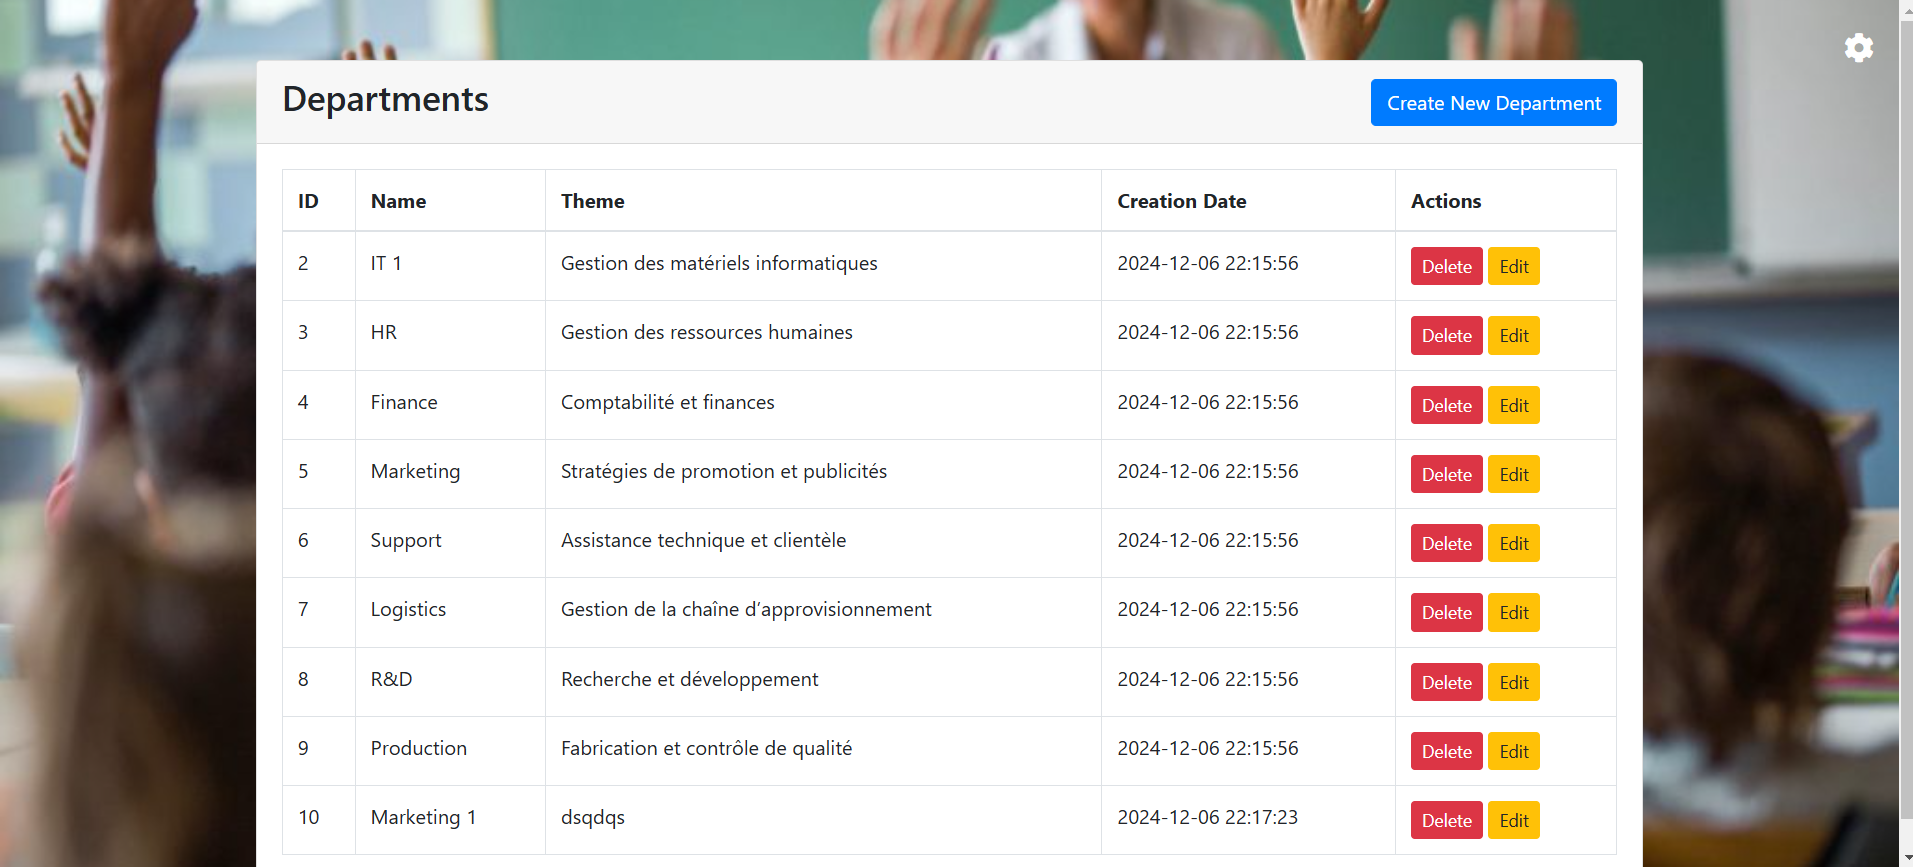 Departments
Create New Department
ID Name Theme Creation Date Actions
2 IT 1 Gestion des matériels informatiques 2024-12-06 22:15:56 Delete Edit
3 HR Gestion des ressources humaines 2024-12-06 22:15:56 Delete Edit
4 Finance Comptabilité et finances 2024-12-06 22:15:56 Delete Edit
5 Marketing Stratégies de promotion et publicités 2024-12-06 22:15:56 Delete Edit
6 Support Assistance technique et clientèle 2024-12-06 22:15:56 Delete Edit
7 Logistics Gestion de la chaîne d’approvisionnement 2024-12-06 22:15:56 Delete Edit
8 R&D Recherche et développement 2024-12-06 22:15:56 Delete Edit
9 Production Fabrication et contrôle de qualité 2024-12-06 22:15:56 Delete Edit
10 Marketing 1 dsqdqs 2024-12-06 22:17:23 Delete Edit